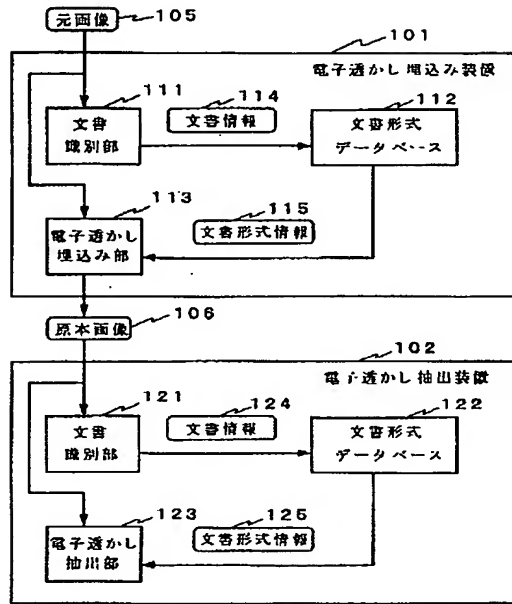 元画像
105
101
電子透かし埋込み装置
111
114
112
文書
識別部
文書情報
文書形式
データベース
113
115
電子透かし
埋込み部
文書形式情報
106
原本画像
102
電子透かし抽出装置
121
124
122
文書
識別部
文書情報
文書形式
データベース
123
125
電子透かし
抽出部
文書形式情報